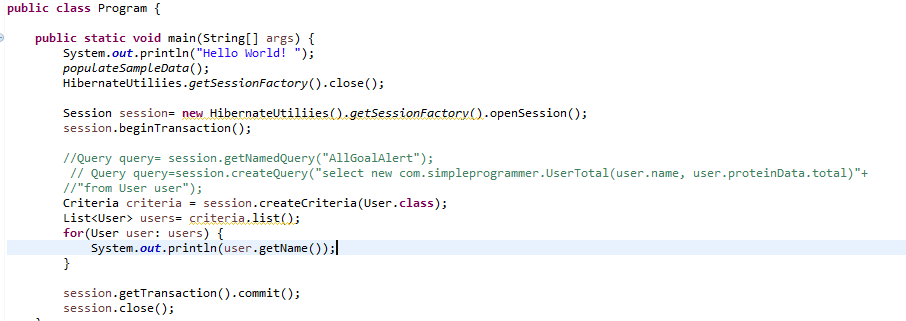 public class Program {
public static void main(String[] args) {
System.out.println("Hello World! ");
populateSampleData();
HibernateUtiliies.getSessionFactory().close();
Session session= new HibernateUtiliies().getSessionFactory().openSession();
session.beginTransaction();
//Query query= session.getNamedQuery("AllGoalAlert");
// Query query=session.createQuery("select new com.simpleprogrammer.UserTotal(user.name, user.proteinData.total)"+
//"from User user");
Criteria criteria = session.createCriteria(User.class);
List<User> users= criteria.list();
for(User user: users) {
System.out.println(user.getName());
}
session.getTransaction().commit();
session.close();